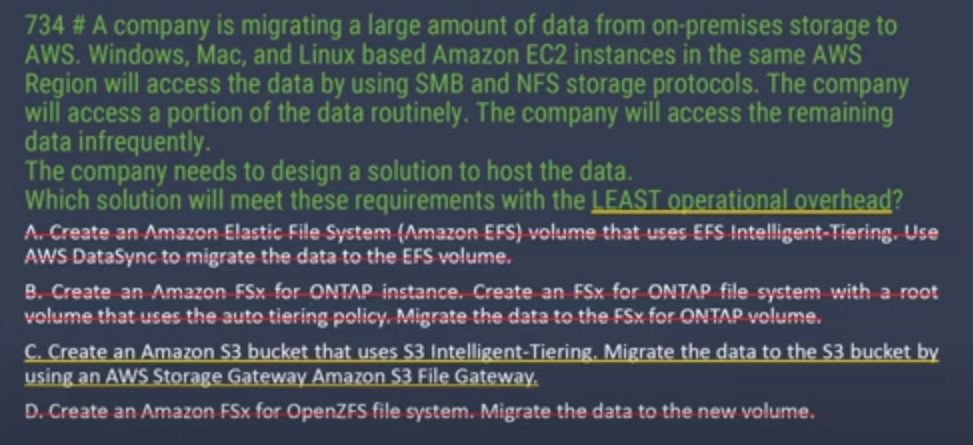 734 # A company is migrating a large amount of data from on-premises storage to
AWS. Windows, Mac, and Linux based Amazon EC2 instances in the same AWS
Region will access the data by using SMB and NFS storage protocols. The company
will access a portion of the data routinely. The company will access the remaining
data infrequently.
The company needs to design a solution to host the data.
Which solution will meet these requirements with the LEAST operational overhead?
A. Create an Amazon Elastic File System (Amazon EFS) volume that uses EFS Intelligent-Tiering. Use
AWS DataSync to migrate the data to the EFS volume.
B. Create an Amazon FSx for ONTAP instance. Create an FSx for ONTAP file system with a root
volume that uses the auto tiering policy. Migrate the data to the FSx for ONTAP volume.
C. Create an Amazon S3 bucket that uses S3 Intelligent-Tiering. Migrate the data to the S3 bucket by
using an AWS Storage Gateway Amazon S3 File Gateway.
D. Create an Amazon FSx for OpenZFS file system. Migrate the data to the new volume.